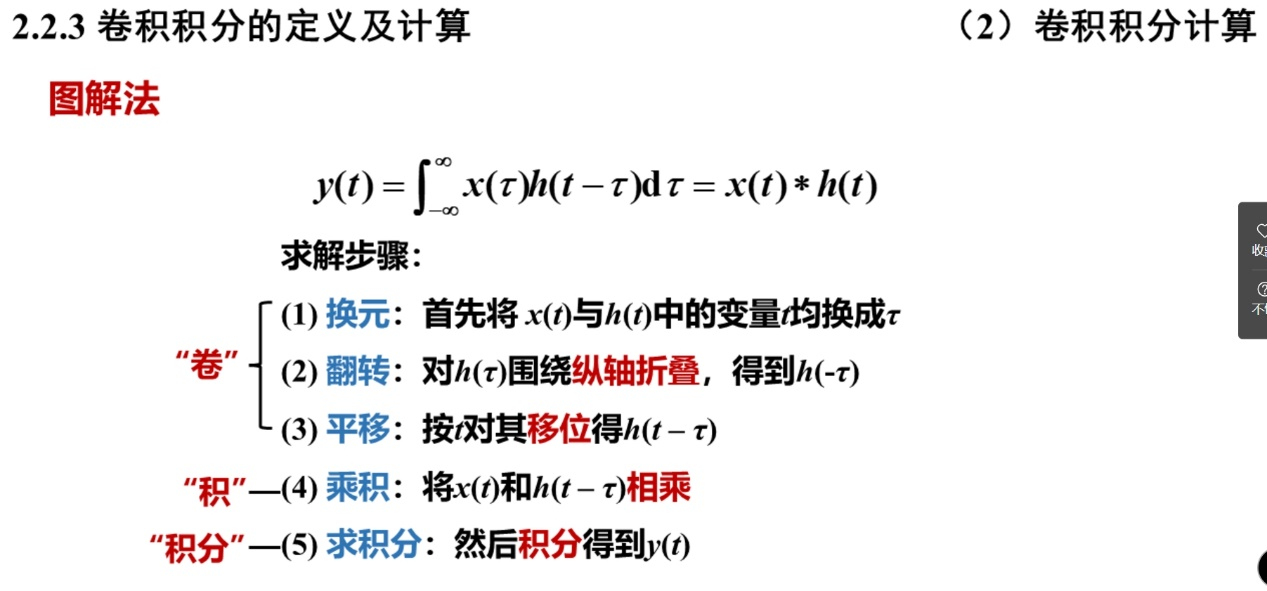 2.2.3 卷积积分的定义及计算 （2）卷积积分计算
图解法
y(t) = ∫_{-∞}^{∞} x(τ)h(t − τ)dτ = x(t) * h(t)
求解步骤：
(1) 换元：首先将 x(t)与h(t)中的变量t均换成τ
“卷” (2) 翻转：对h(τ)围绕纵轴折叠，得到h(-τ)
(3) 平移：按t对其移位得h(t – τ)
“积”—(4) 乘积：将x(t)和h(t – τ)相乘
“积分”—(5) 求积分：然后积分得到y(t)